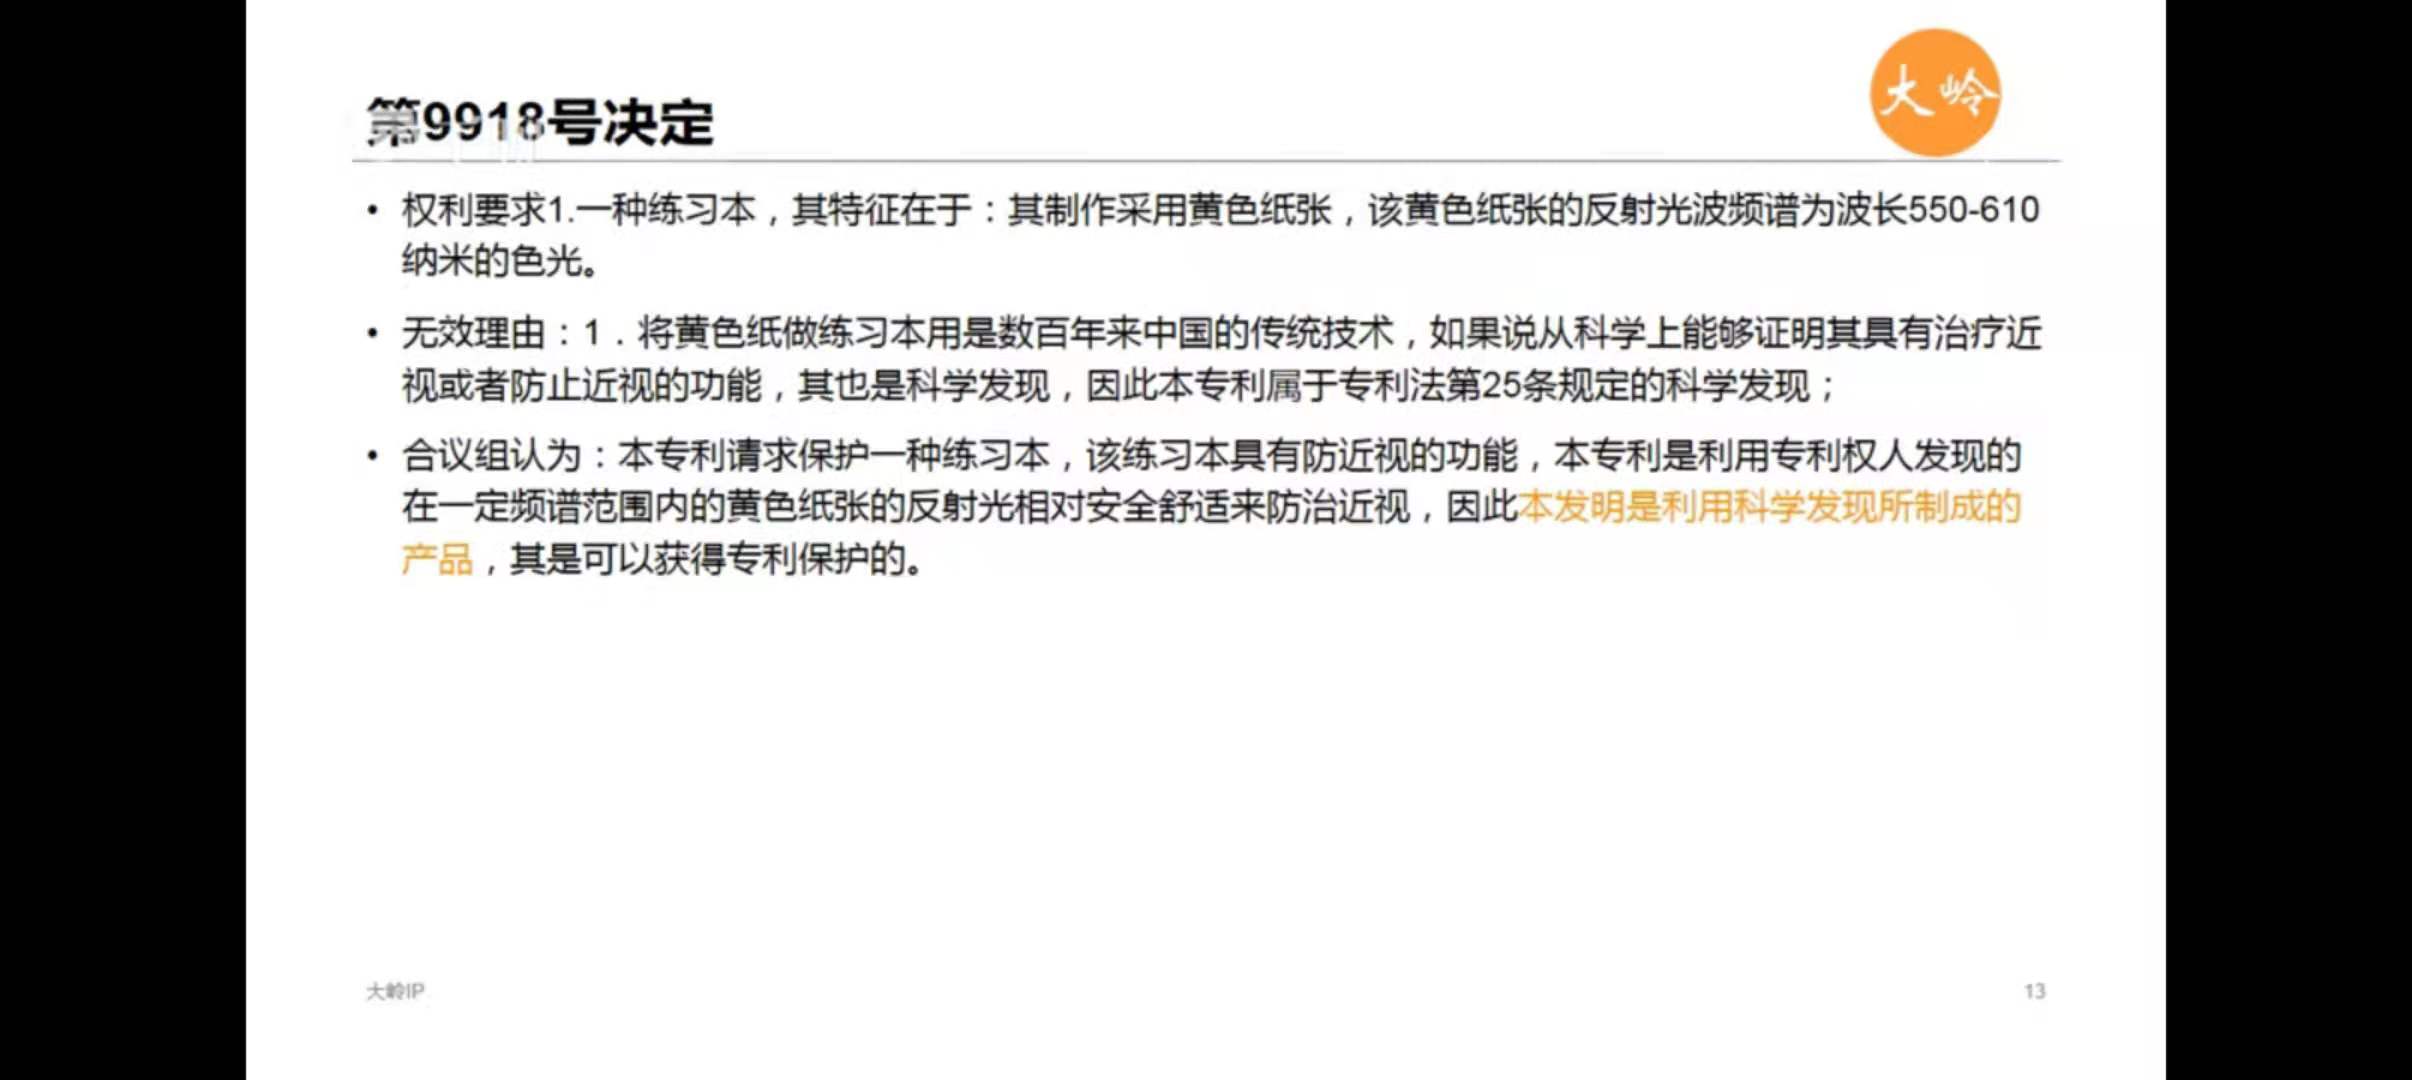 大岭
第9918号决定
• 权利要求1.一种练习本，其特征在于：其制作采用黄色纸张，该黄色纸张的反射光波频谱为波长550-610
纳米的色光。
• 无效理由：1．将黄色纸做练习本用是数百年来中国的传统技术，如果说从科学上能够证明其具有治疗近
视或者防止近视的功能，其也是科学发现，因此本专利属于专利法第25条规定的科学发现；
• 合议组认为：本专利请求保护一种练习本，该练习本具有防近视的功能，本专利是利用专利权人发现的
在一定频谱范围内的黄色纸张的反射光相对安全舒适来防治近视，因此本发明是利用科学发现所制成的
产品，其是可以获得专利保护的。
大岭IP
13